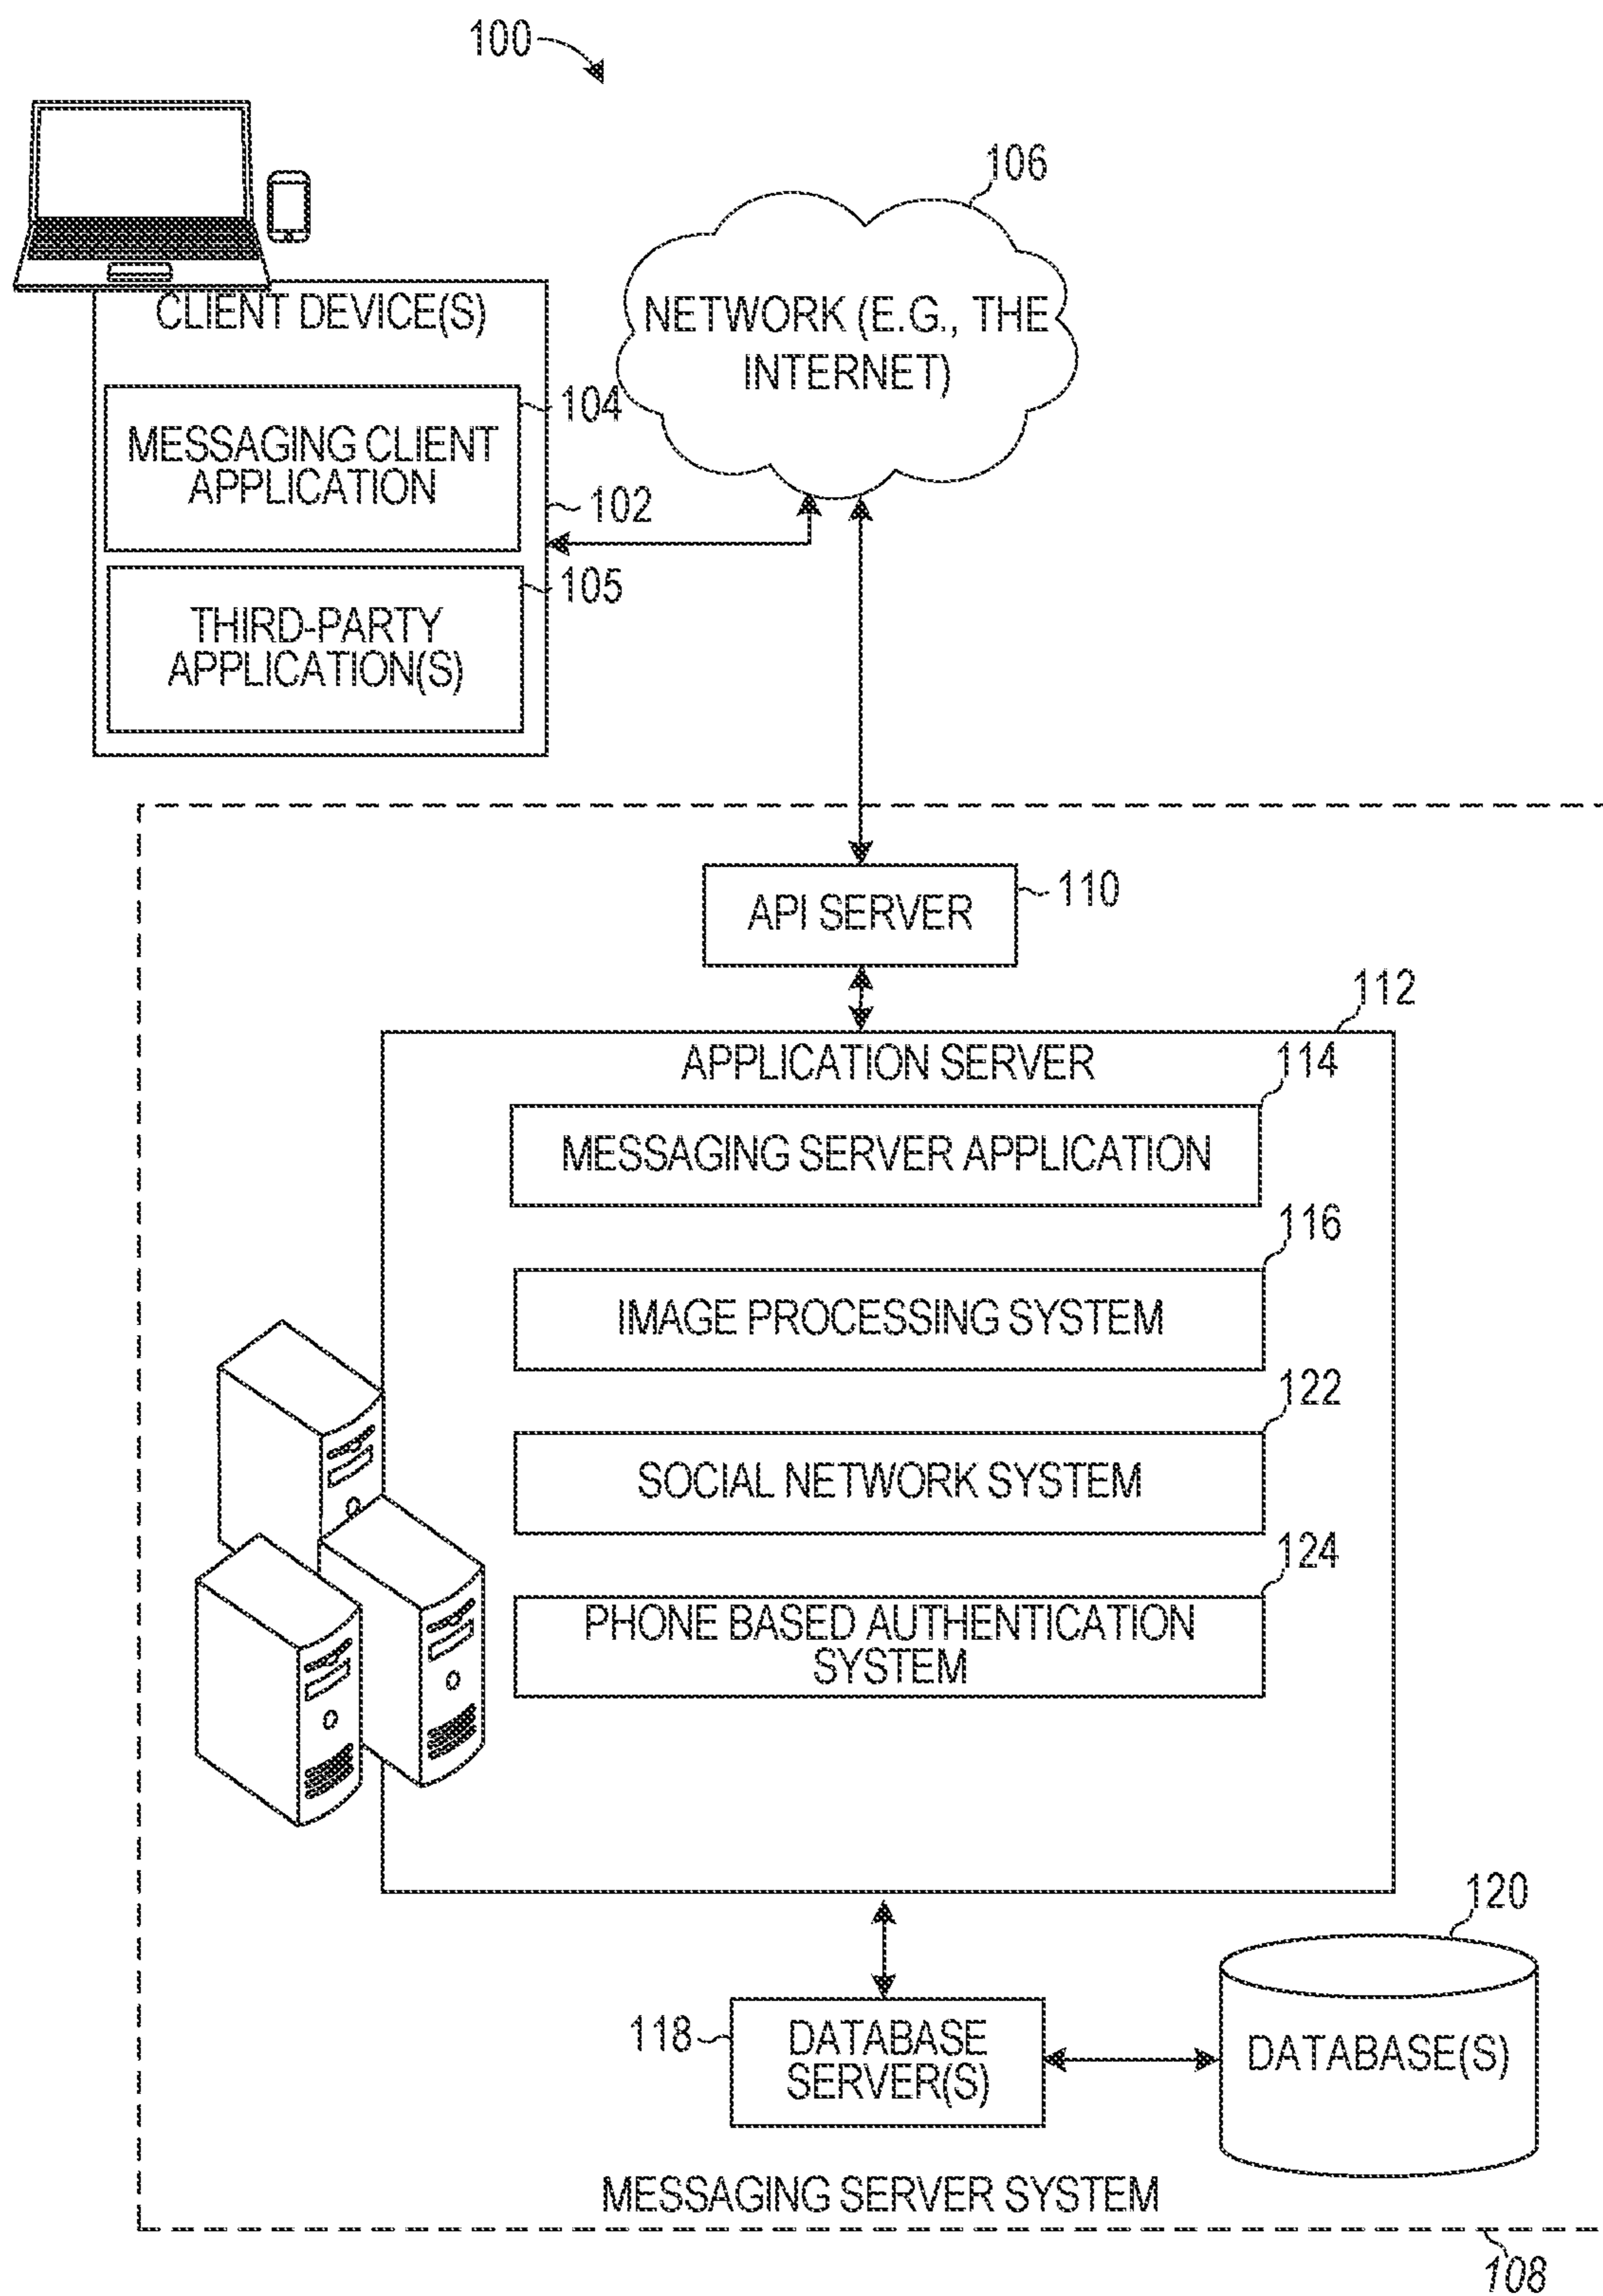 100
106
CLIENT DEVICE(S)
NETWORK (E.G., THE
INTERNET)
104
MESSAGING CLIENT
APPLICATION
102
105
THIRD-PARTY
APPLICATION(S)
API SERVER
110
112
APPLICATION SERVER
114
MESSAGING SERVER APPLICATION
116
IMAGE PROCESSING SYSTEM
122
SOCIAL NETWORK SYSTEM
124
PHONE BASED AUTHENTICATION
SYSTEM
120
118
DATABASE
SERVER(S)
DATABASE(S)
MESSAGING SERVER SYSTEM
108